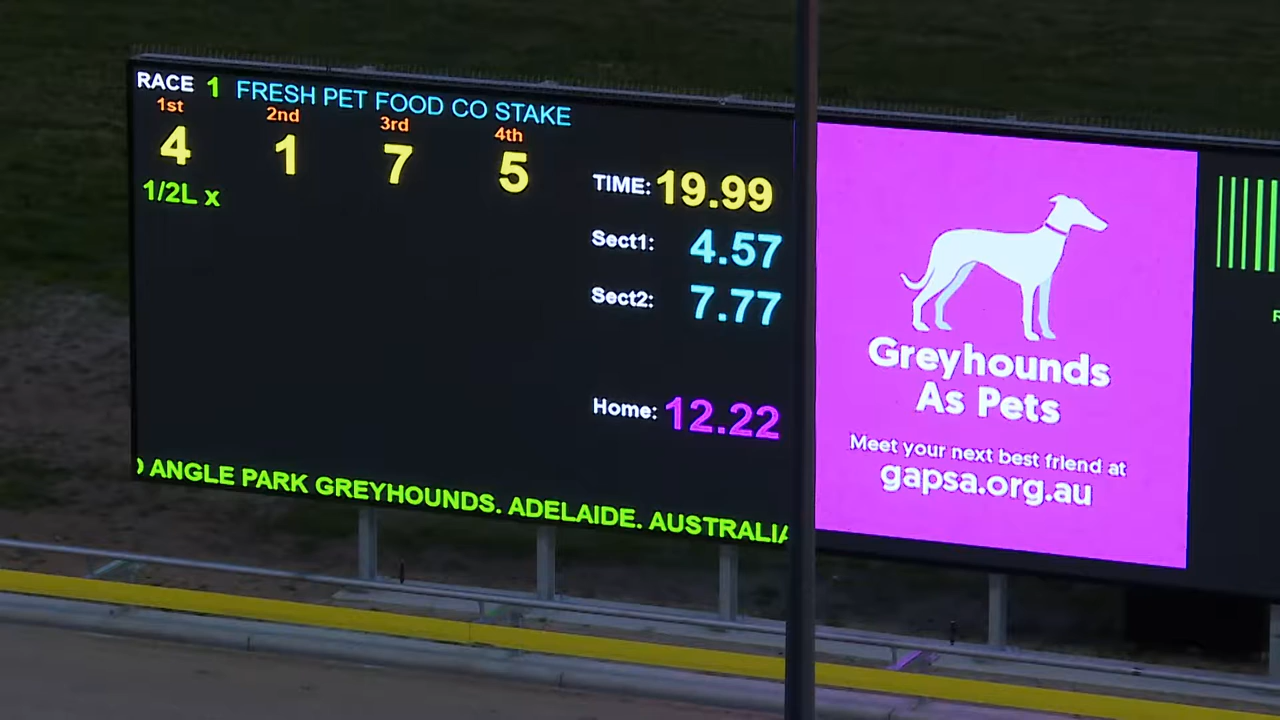 RACE 1 FRESH PET FOOD CO STAKE
1st 2nd 3rd 4th
4 1 7 5
1/2L x
TIME: 19.99
Sect1: 4.57
Sect2: 7.77
Home: 12.22
ANGLE PARK GREYHOUNDS. ADELAIDE. AUSTRALIA
Greyhounds
As Pets
Meet your next best friend at
gapsa.org.au